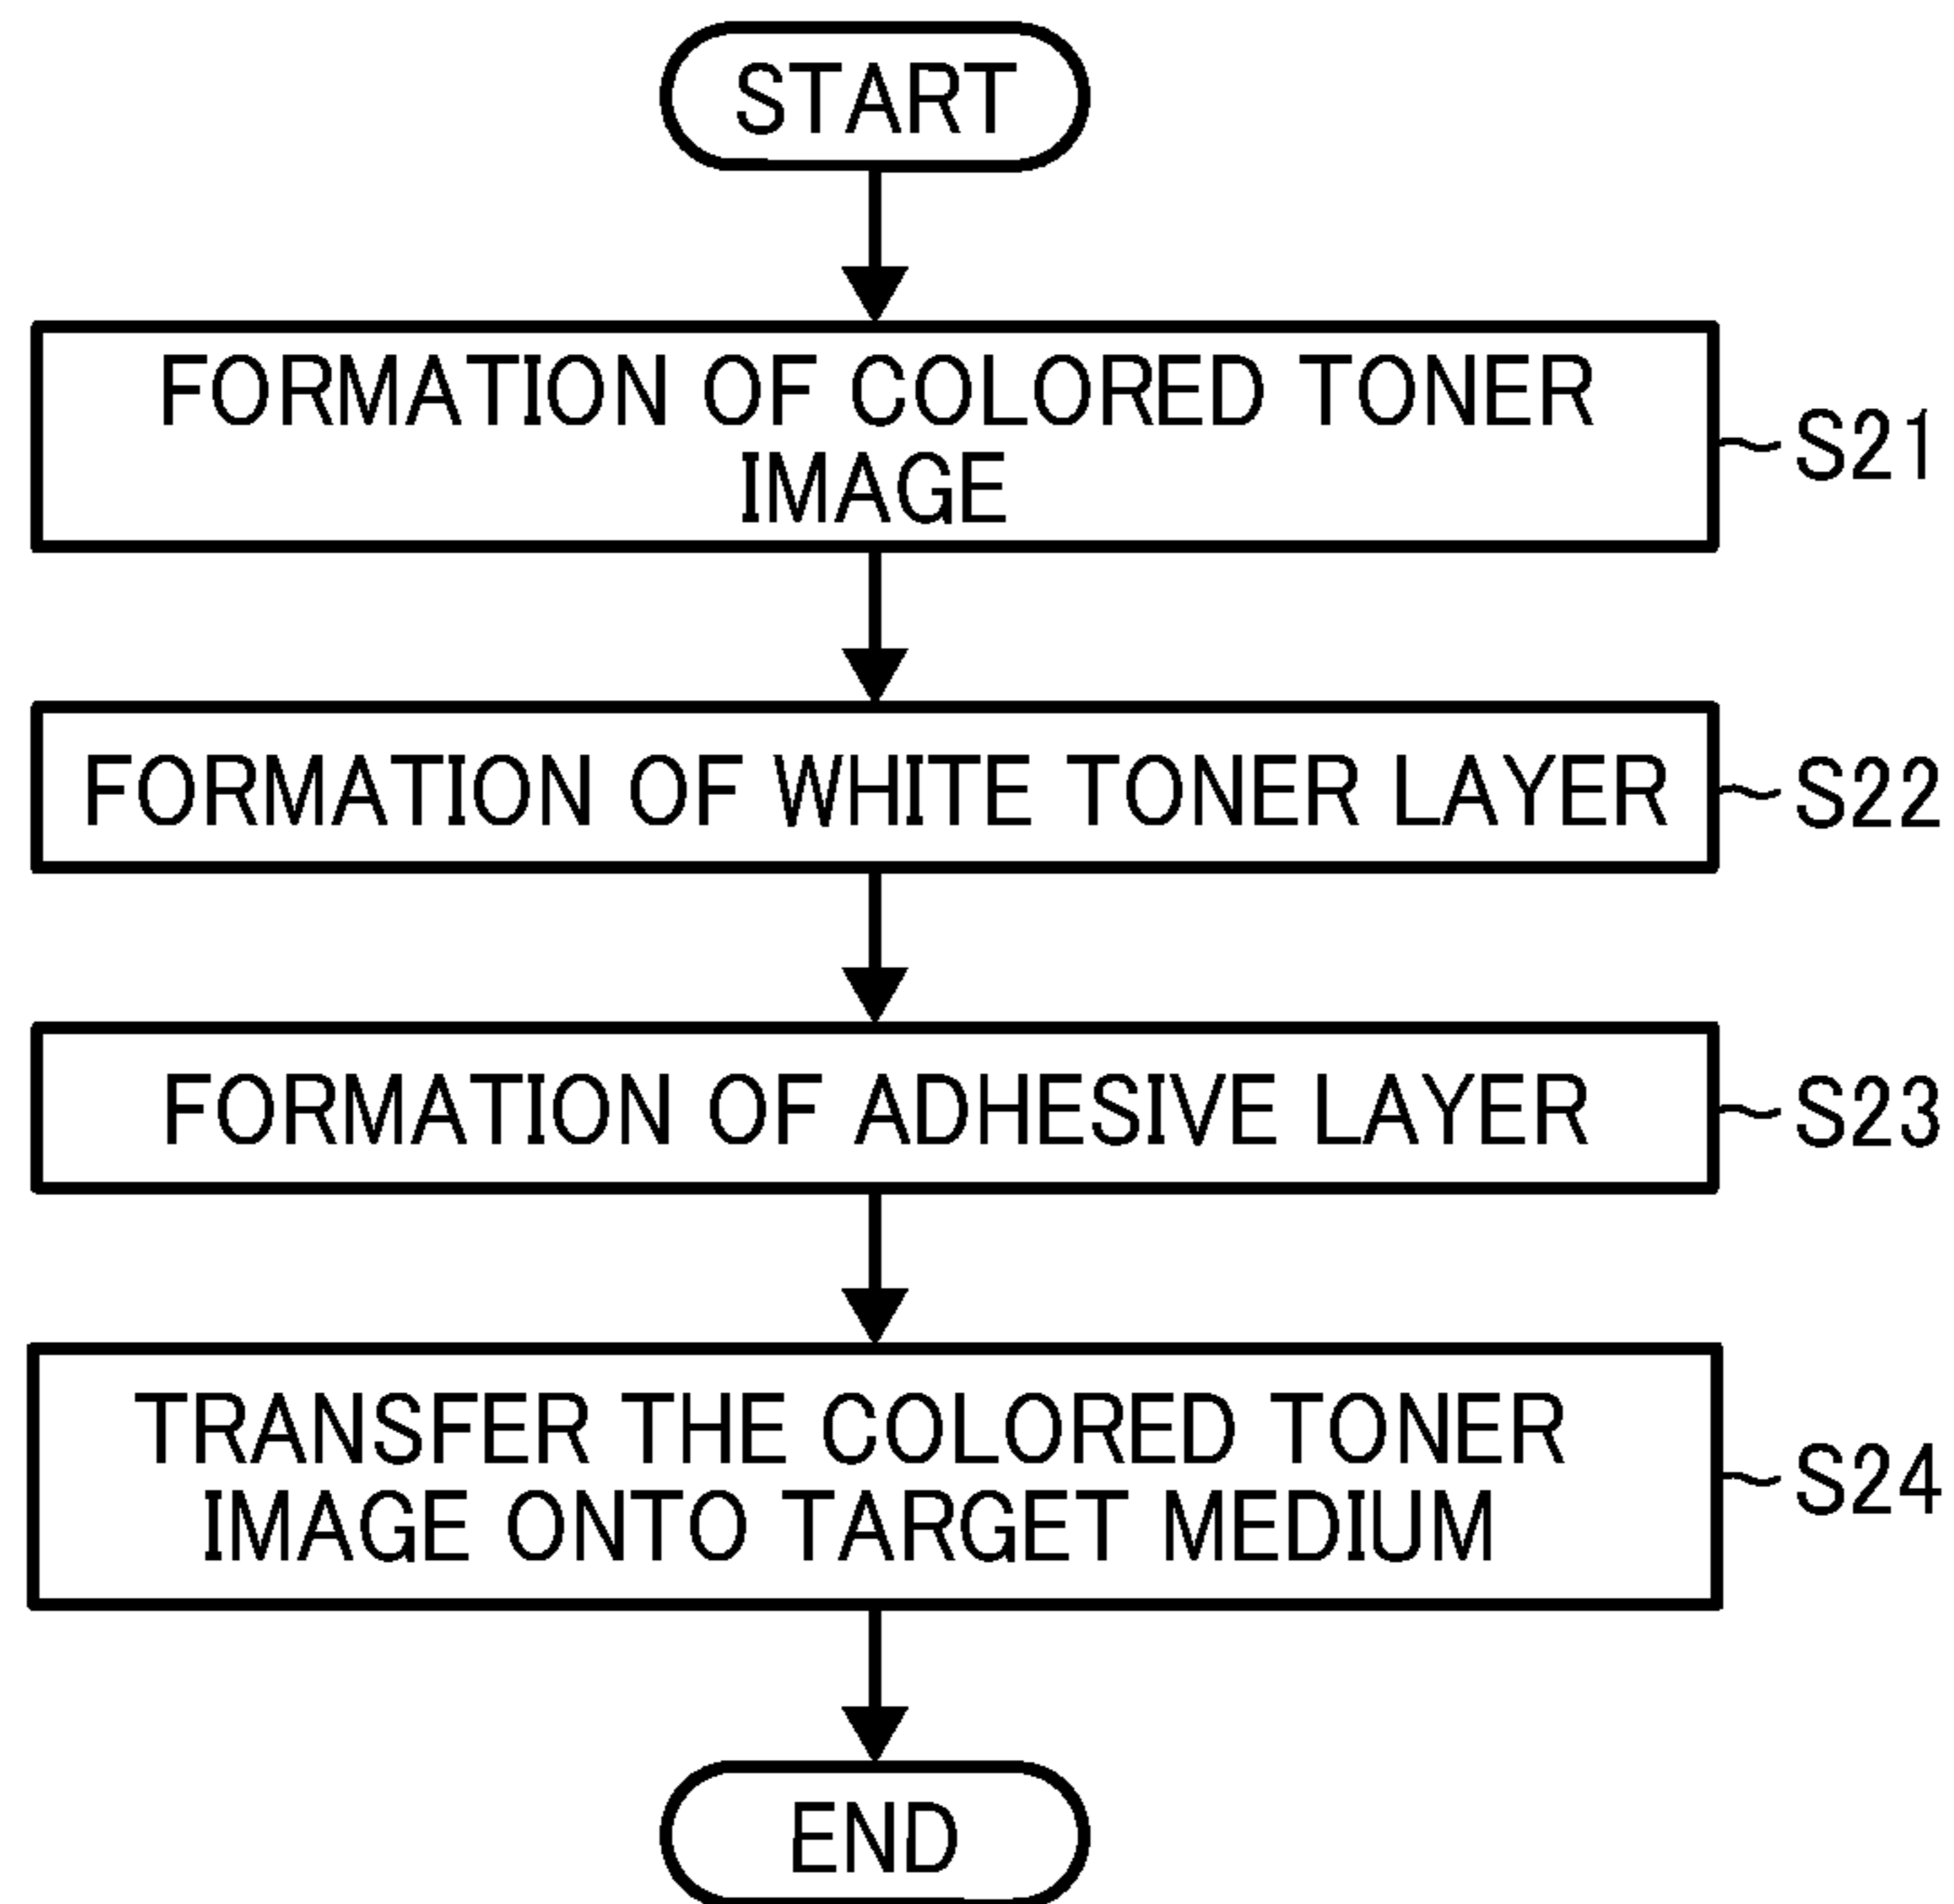 START
FORMATION OF COLORED TONER
IMAGE
S21
FORMATION OF WHITE TONER LAYER
S22
FORMATION OF ADHESIVE LAYER
S23
TRANSFER THE COLORED TONER
IMAGE ONTO TARGET MEDIUM
S24
END